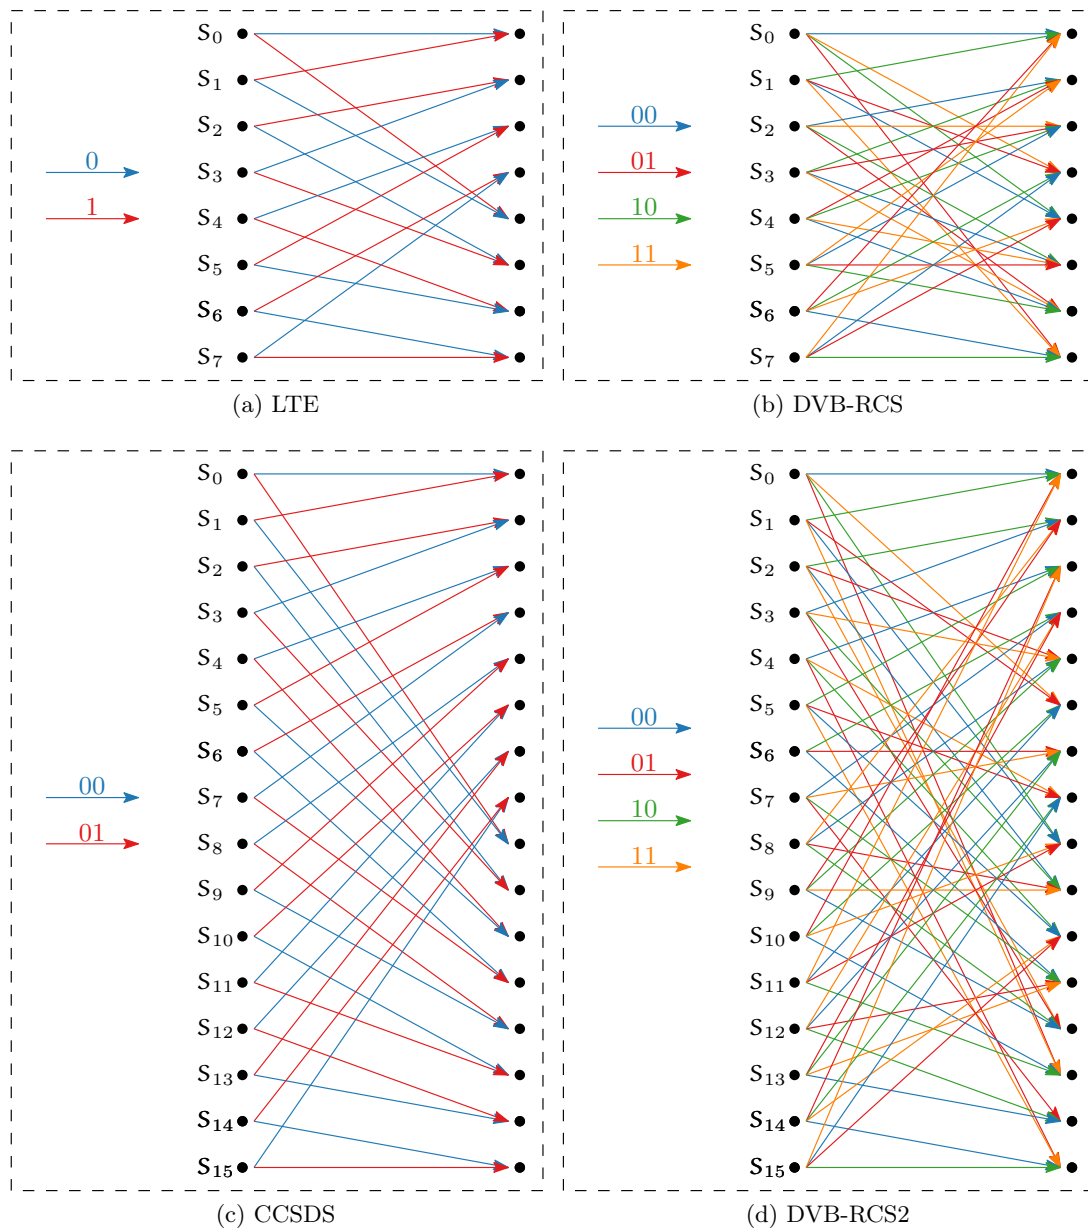 S₀
S₁
S₂
S₃
S₄
S₅
S₆
S₇
0
1
(a) LTE
S₀
S₁
S₂
S₃
S₄
S₅
S₆
S₇
00
01
10
11
(b) DVB-RCS
S₀
S₁
S₂
S₃
S₄
S₅
S₆
S₇
S₈
S₉
S₁₀
S₁₁
S₁₂
S₁₃
S₁₄
S₁₅
00
01
(c) CCSDS
S₀
S₁
S₂
S₃
S₄
S₅
S₆
S₇
S₈
S₉
S₁₀
S₁₁
S₁₂
S₁₃
S₁₄
S₁₅
00
01
10
11
(d) DVB-RCS2